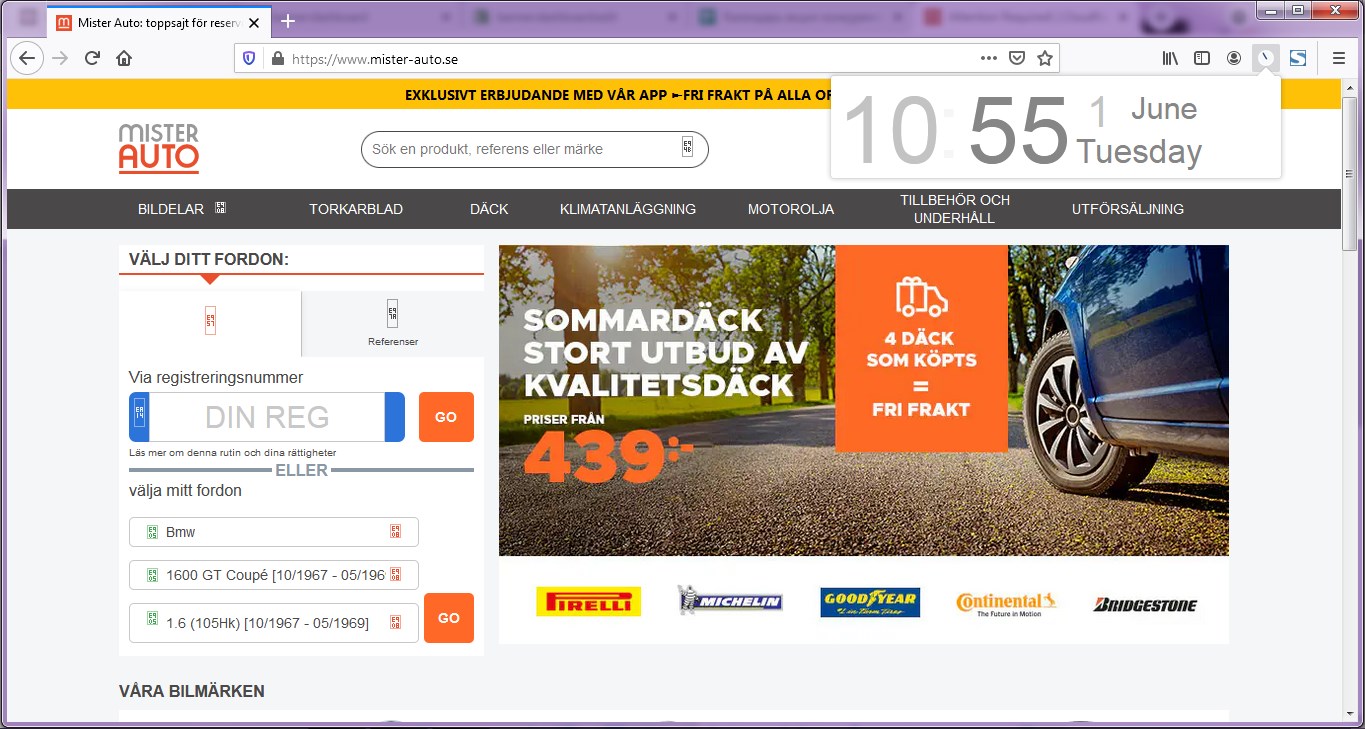 Mister Auto: toppsajt för reserv
https://www.mister-auto.se
EXKLUSIVT ERBJUDANDE MED VÅR APP ➵FRI FRAKT PÅ ALLA
10:55
1 June
Tuesday
MISTER
AUTO
Sök en produkt, referens eller märke
BILDELAR
TORKARBLAD
DÄCK
KLIMATANLÄGGNING
MOTOROLJA
TILLBEHÖR OCH
UNDERHÅLL
UTFÖRSÄLJNING
VÄLJ DITT FORDON:
Referenser
Via registreringsnummer
DIN REG
GO
Läs mer om denna rutin och dina rättigheter
ELLER
välja mitt fordon
Bmw
1600 GT Coupé [10/1967 - 05/196
1.6 (105Hk) [10/1967 - 05/1969]
GO
SOMMARDÄCK
STORT UTBUD AV
KVALITETSDÄCK
PRISER FRÅN
439:-
4 DÄCK
SOM KÖPTS
=
FRI FRAKT
PIRELLI
MICHELIN
GOODYEAR
Continental
The Future in Motion
BRIDGESTONE
VÅRA BILMÄRKEN